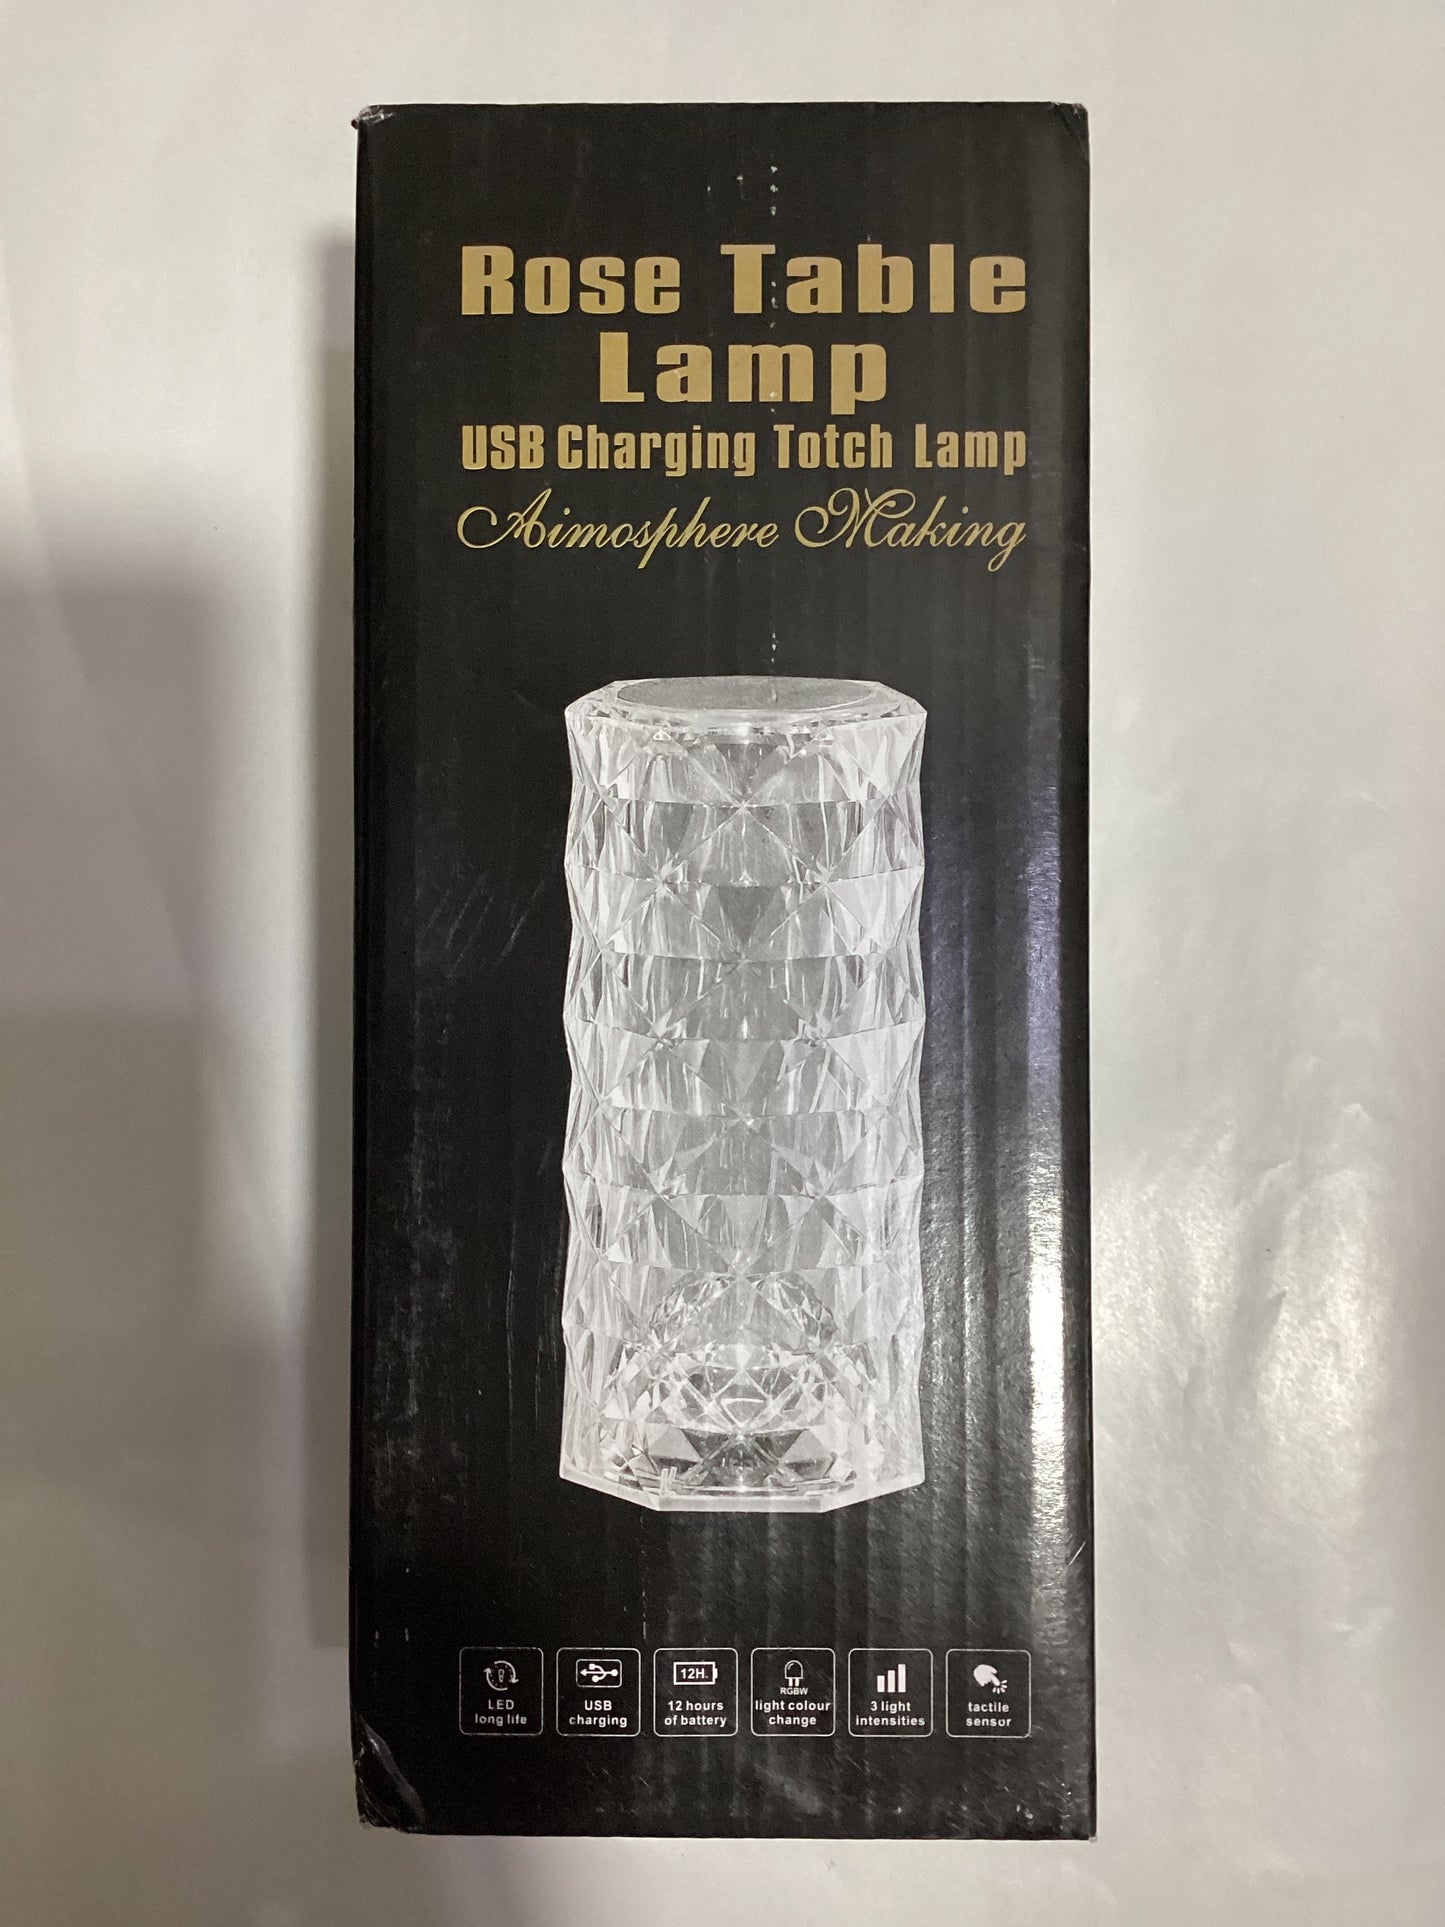 Rose Table
Lamp
USB Charging Totch Lamp
Aimosphere Making
LED
long life
USB
charging
12H.
12 hours
of battery
RGBW
light colour
change
3 light
intensities
tactile
sensor